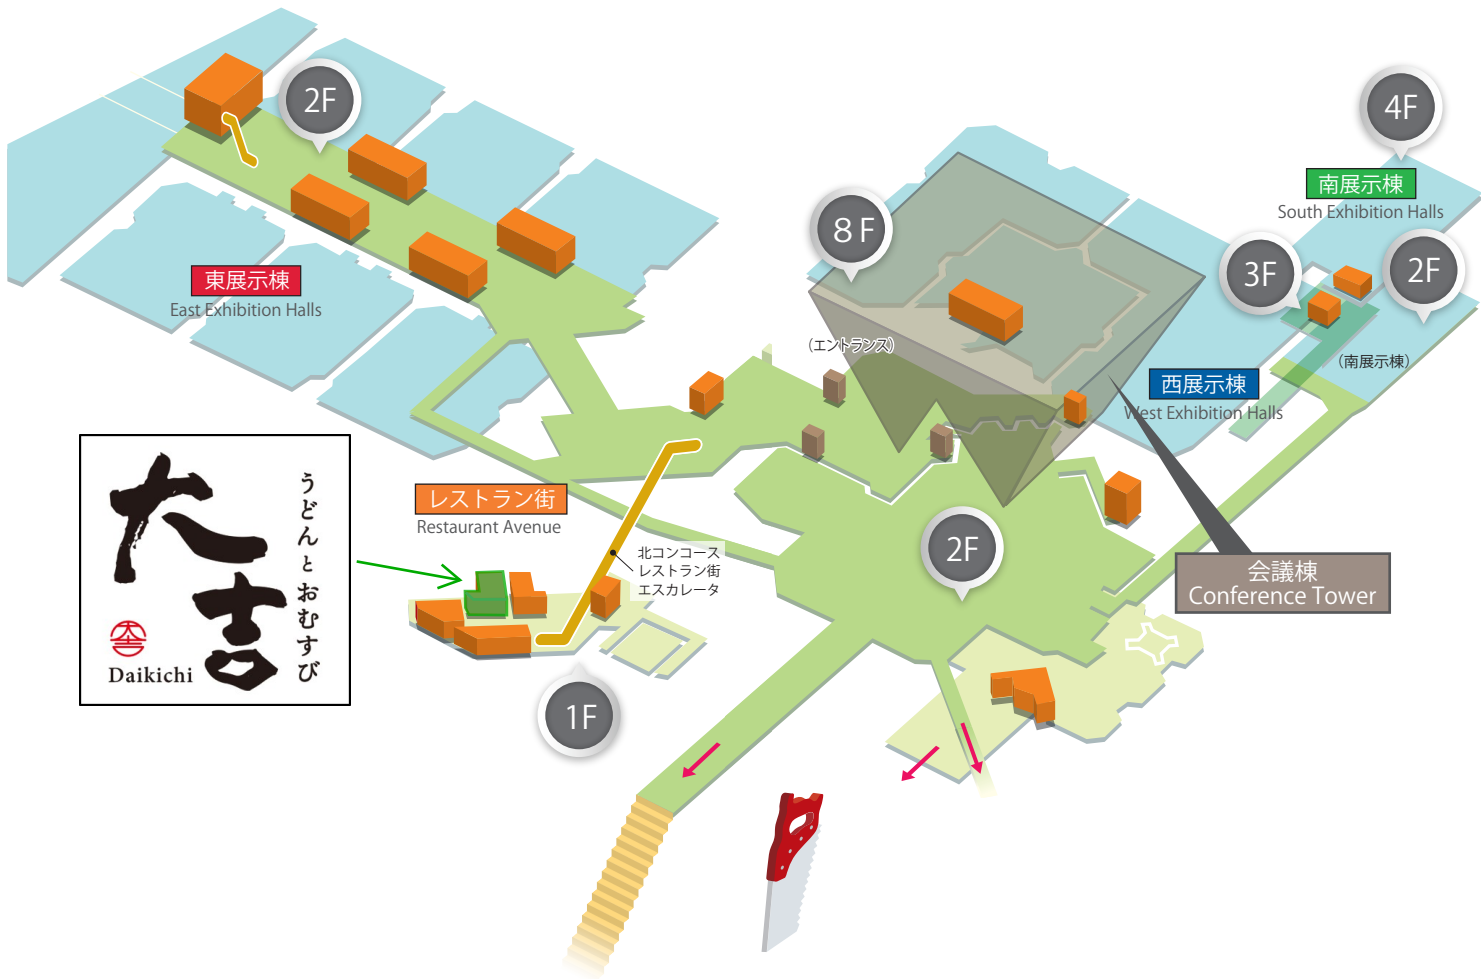 2F
4F
南展示棟
South Exhibition Halls
8F
3F
2F
東展示棟
East Exhibition Halls
(エントランス)
(南展示棟)
西展示棟
West Exhibition Halls
大吉
うどんとおむすび
大吉
Daikichi
レストラン街
Restaurant Avenue
北コンコース
レストラン街
エスカレータ
2F
会議棟
Conference Tower
1F